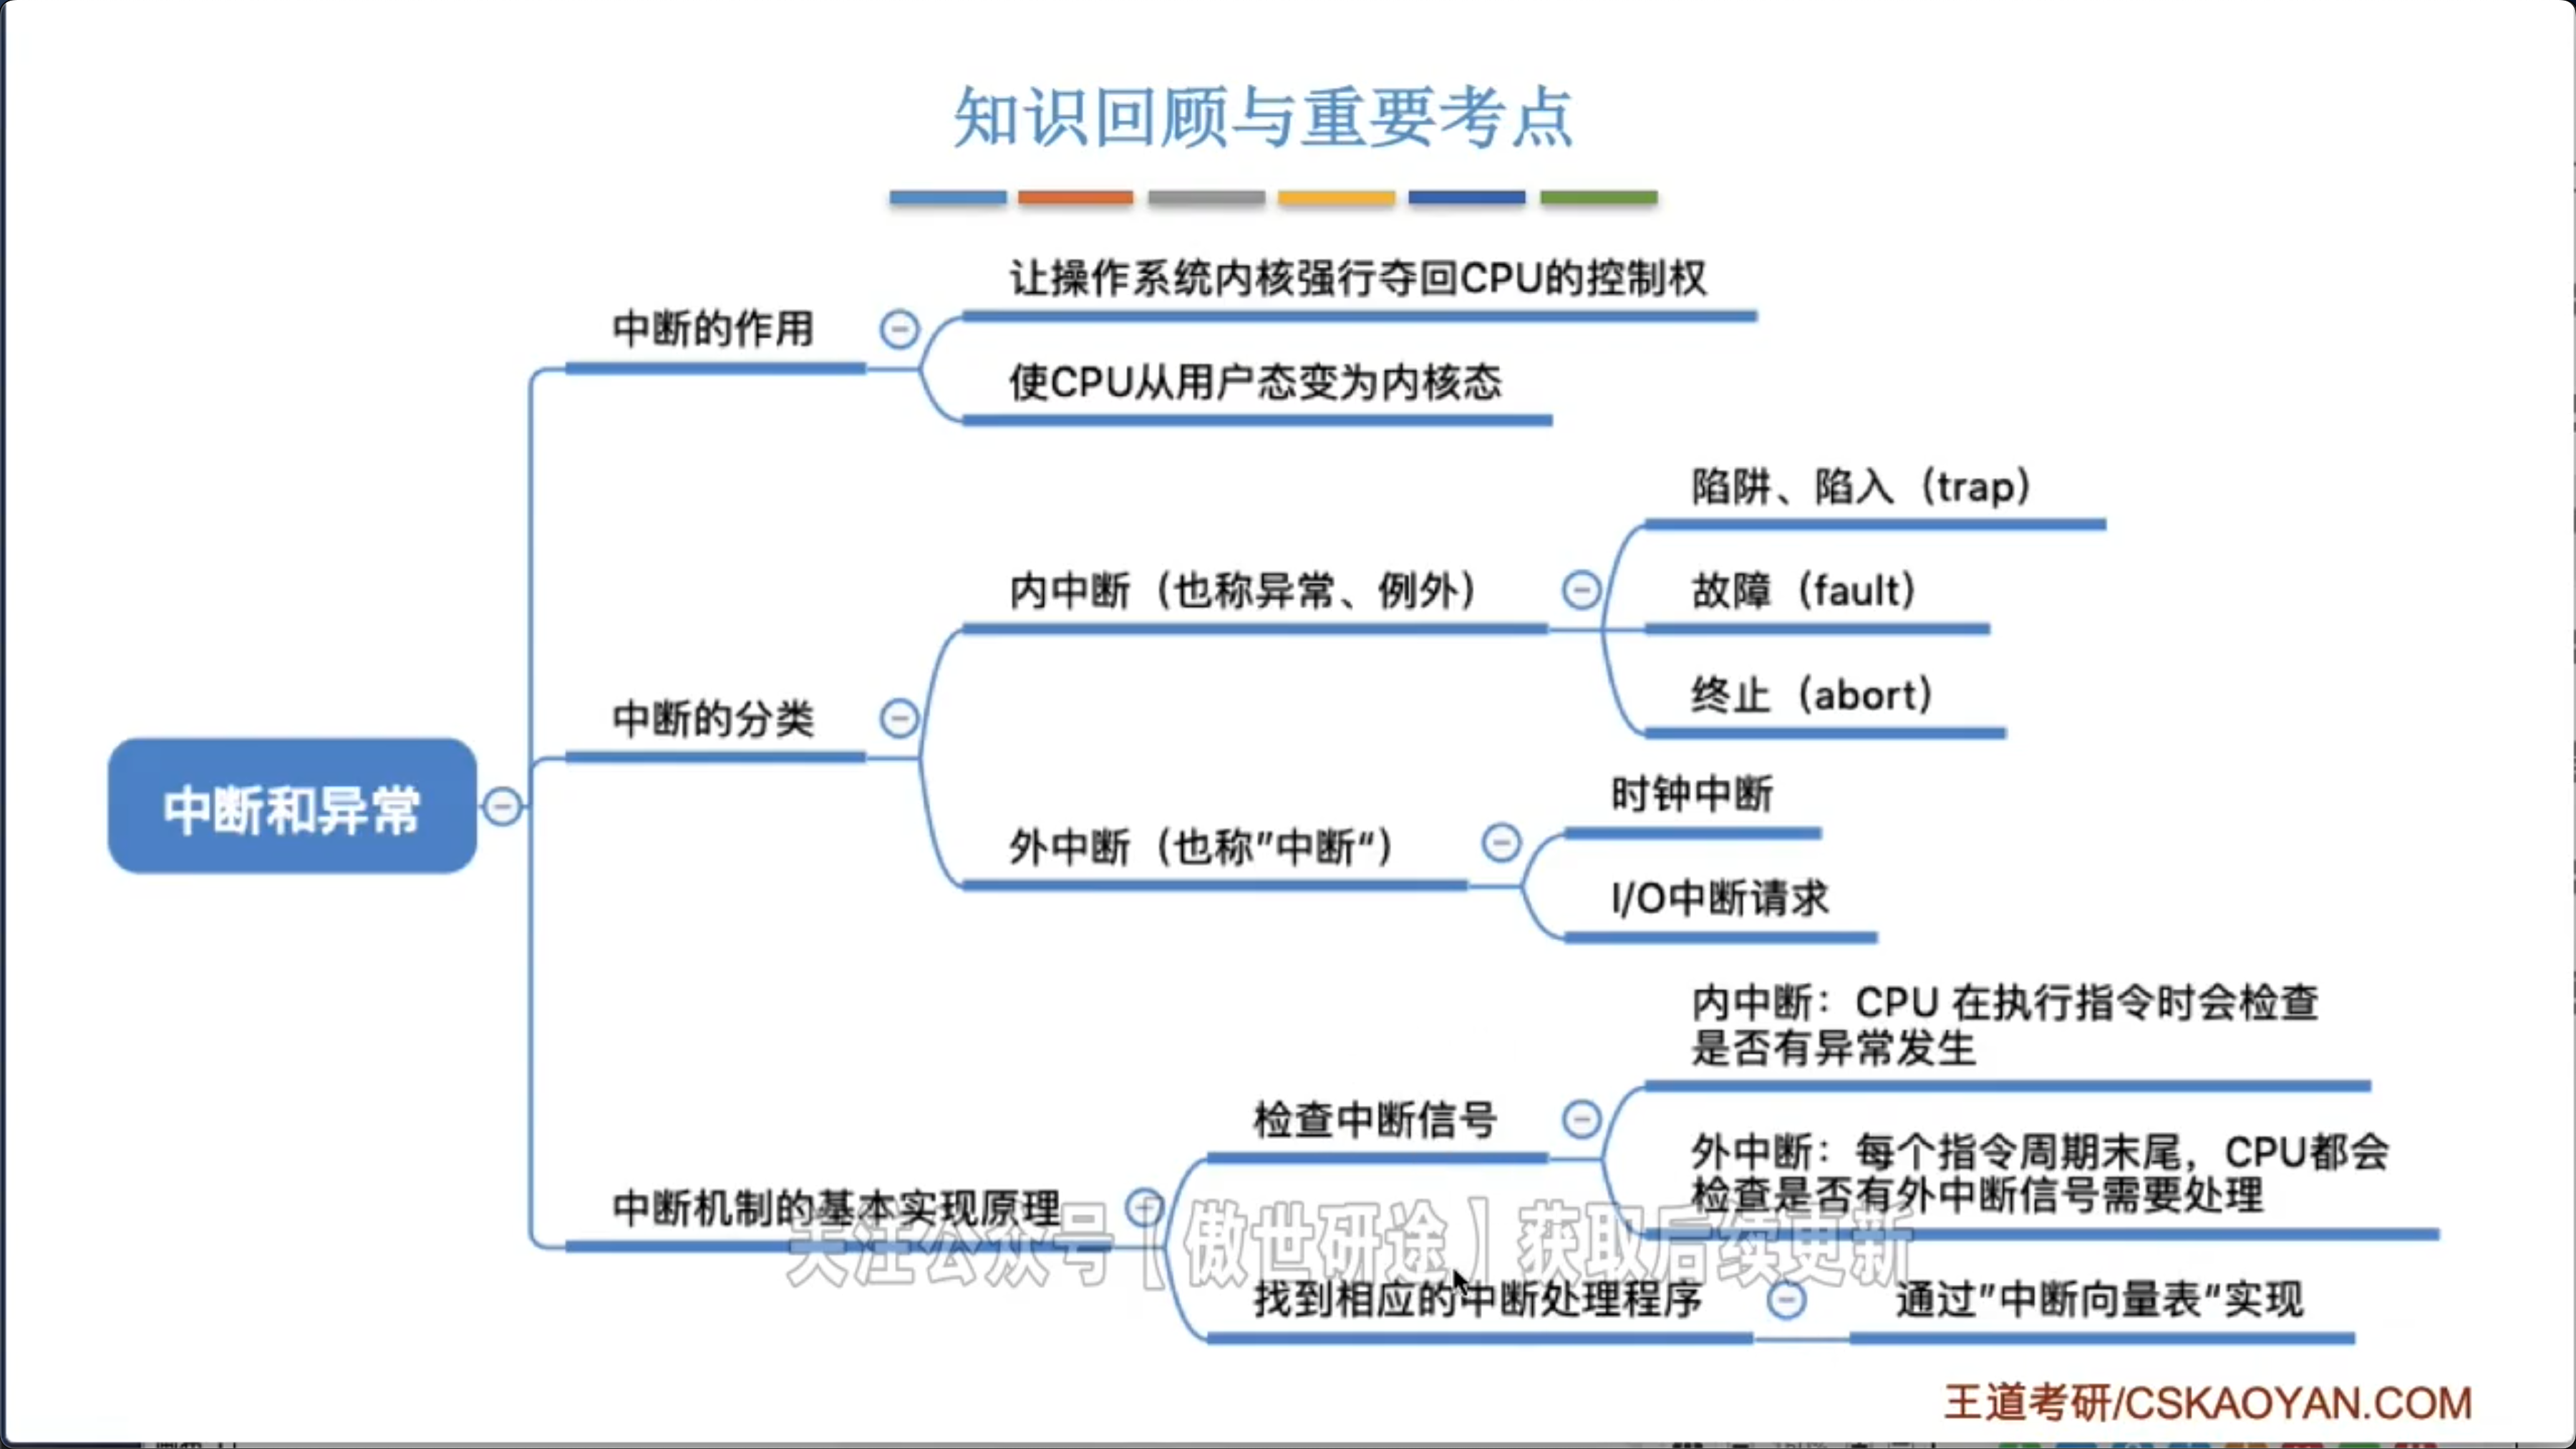 知识回顾与重要考点
让操作系统内核强行夺回CPU的控制权
中断的作用
使CPU从用户态变为内核态
陷阱、陷入（trap）
内中断（也称异常、例外）
故障（fault）
终止（abort）
中断的分类
时钟中断
外中断（也称”中断“）
I/O中断请求
中断和异常
内中断：CPU 在执行指令时会检查
是否有异常发生
检查中断信号
外中断：每个指令周期末尾，CPU都会
检查是否有外中断信号需要处理
中断机制的基本实现原理
关注公众号【傲世研途】获取后续更新
找到相应的中断处理程序
通过”中断向量表“实现
王道考研/CSKAOYAN.COM